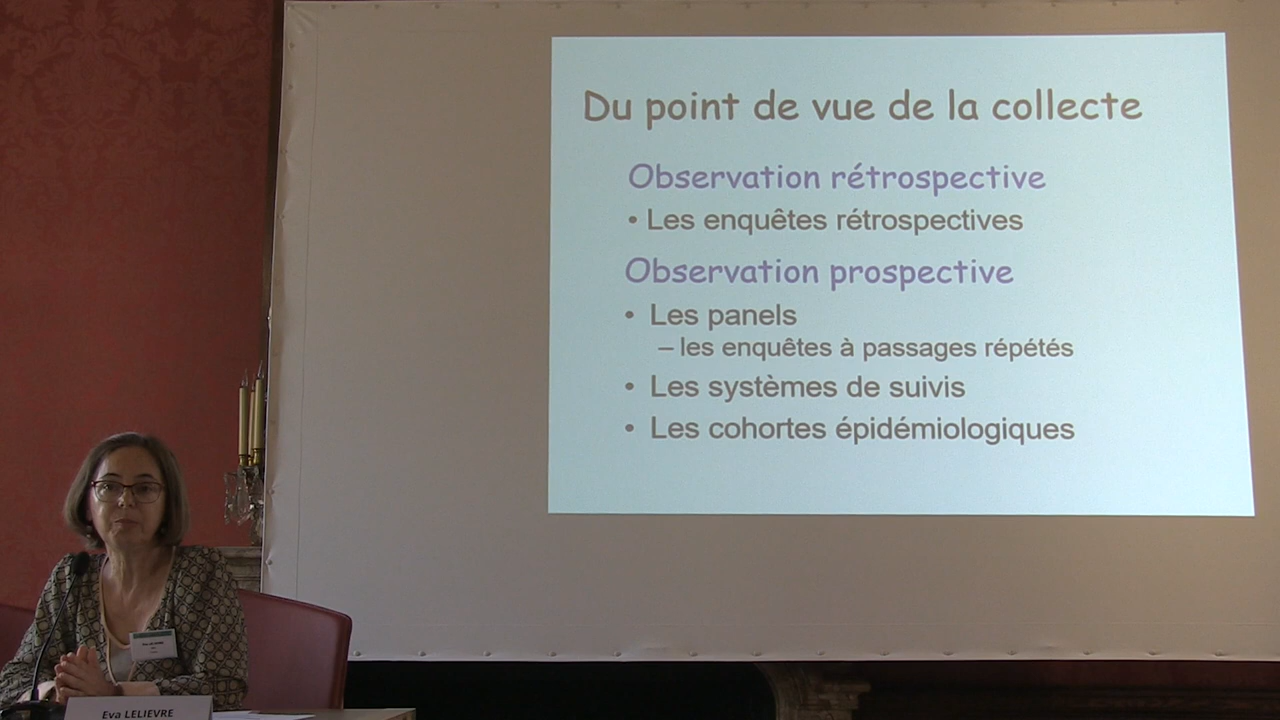 Du point de vue de la collecte
Observation rétrospective
• Les enquêtes rétrospectives
Observation prospective
• Les panels
– les enquêtes à passages répétés
• Les systèmes de suivis
• Les cohortes épidémiologiques
Eva LELIEVRE